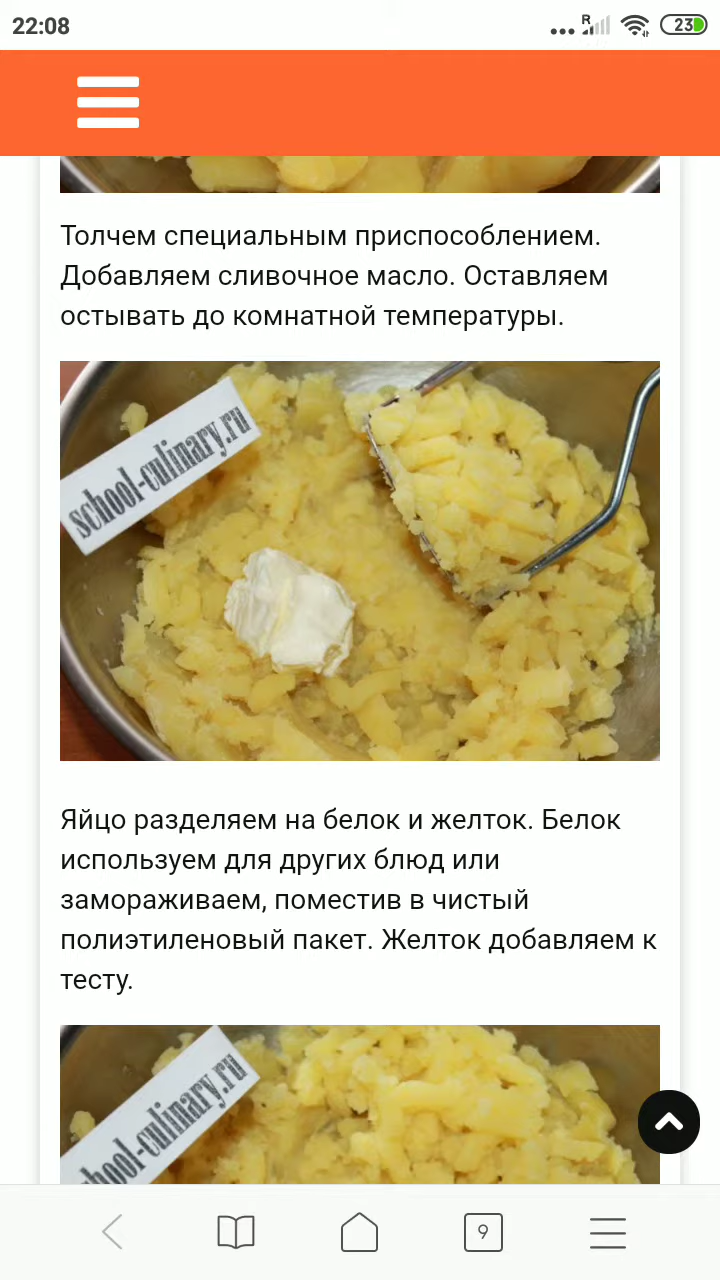 22:08
R
23
Толчем специальным приспособлением.
Добавляем сливочное масло. Оставляем
остывать до комнатной температуры.
school-culinary.ru
Яйцо разделяем на белок и желток. Белок
используем для других блюд или
замораживаем, поместив в чистый
полиэтиленовый пакет. Желток добавляем к
тесту.
hool-culinary.ru
9